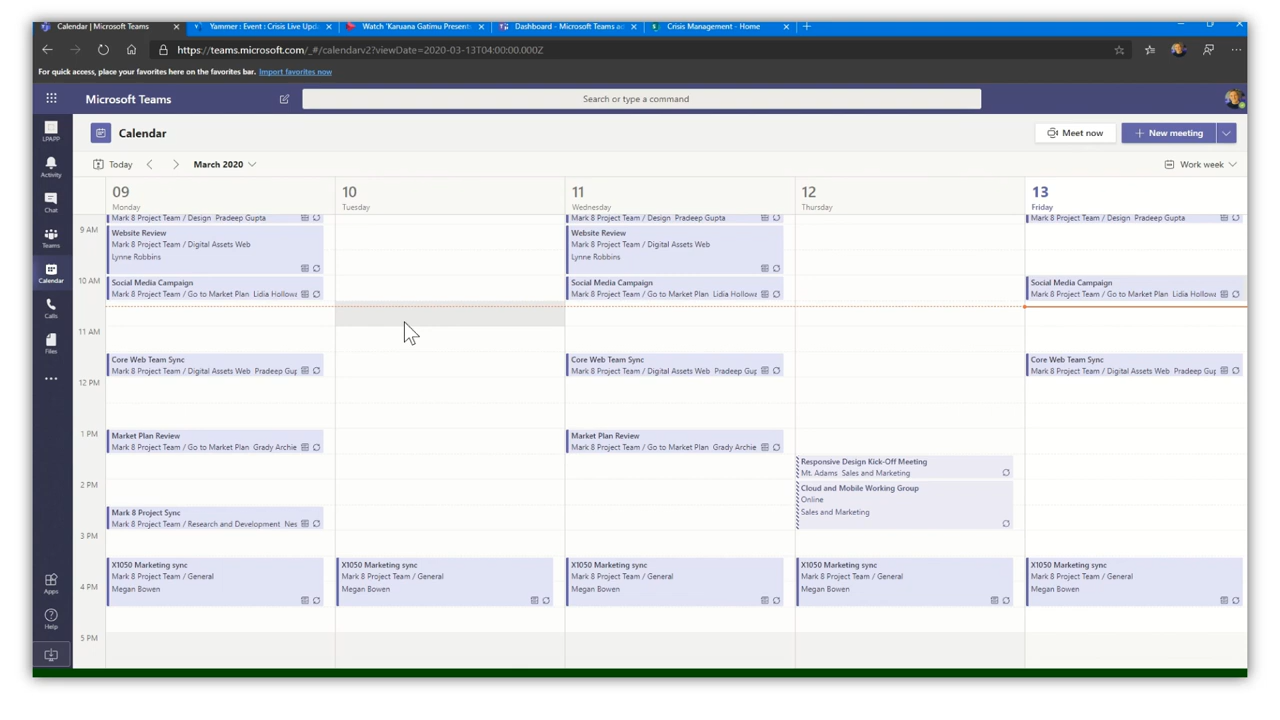 Calendar | Microsoft Teams
Yammer : Event : Crisis Live Upda
Watch 'Karuana Gatimu Present
Dashboard - Microsoft Teams ad
Crisis Management - Home
https://teams.microsoft.com/_#/calendarv2?viewDate=2020-03-13T04:00:00.000Z
For quick access, place your favorites here on the favorites bar. Import favorites now
Microsoft Teams
Search or type a command
LPAPP
Activity
Chat
Teams
Calendar
Calls
Files
Apps
Help
Calendar
Meet now
+ New meeting
Today
March 2020
Work week
09
Monday
10
Tuesday
11
Wednesday
12
Thursday
13
Friday
9 AM
10 AM
11 AM
12 PM
1 PM
2 PM
3 PM
4 PM
5 PM
Mark 8 Project Team / Design Pradeep Gupta
Website Review
Mark 8 Project Team / Digital Assets Web
Lynne Robbins
Social Media Campaign
Mark 8 Project Team / Go to Market Plan Lidia Hollowa
Core Web Team Sync
Mark 8 Project Team / Digital Assets Web Pradeep Gup
Market Plan Review
Mark 8 Project Team / Go to Market Plan Grady Archie
Mark 8 Project Sync
Mark 8 Project Team / Research and Development Nes
X1050 Marketing sync
Mark 8 Project Team / General
Megan Bowen
X1050 Marketing sync
Mark 8 Project Team / General
Megan Bowen
Mark 8 Project Team / Design Pradeep Gupta
Website Review
Mark 8 Project Team / Digital Assets Web
Lynne Robbins
Social Media Campaign
Mark 8 Project Team / Go to Market Plan Lidia Hollowa
Core Web Team Sync
Mark 8 Project Team / Digital Assets Web Pradeep Gup
Market Plan Review
Mark 8 Project Team / Go to Market Plan Grady Archie
X1050 Marketing sync
Mark 8 Project Team / General
Megan Bowen
Responsive Design Kick-Off Meeting
Mt. Adams Sales and Marketing
Cloud and Mobile Working Group
Online
Sales and Marketing
X1050 Marketing sync
Mark 8 Project Team / General
Megan Bowen
Mark 8 Project Team / Design Pradeep Gupta
Social Media Campaign
Mark 8 Project Team / Go to Market Plan Lidia Hollowa
Core Web Team Sync
Mark 8 Project Team / Digital Assets Web Pradeep Gup
X1050 Marketing sync
Mark 8 Project Team / General
Megan Bowen